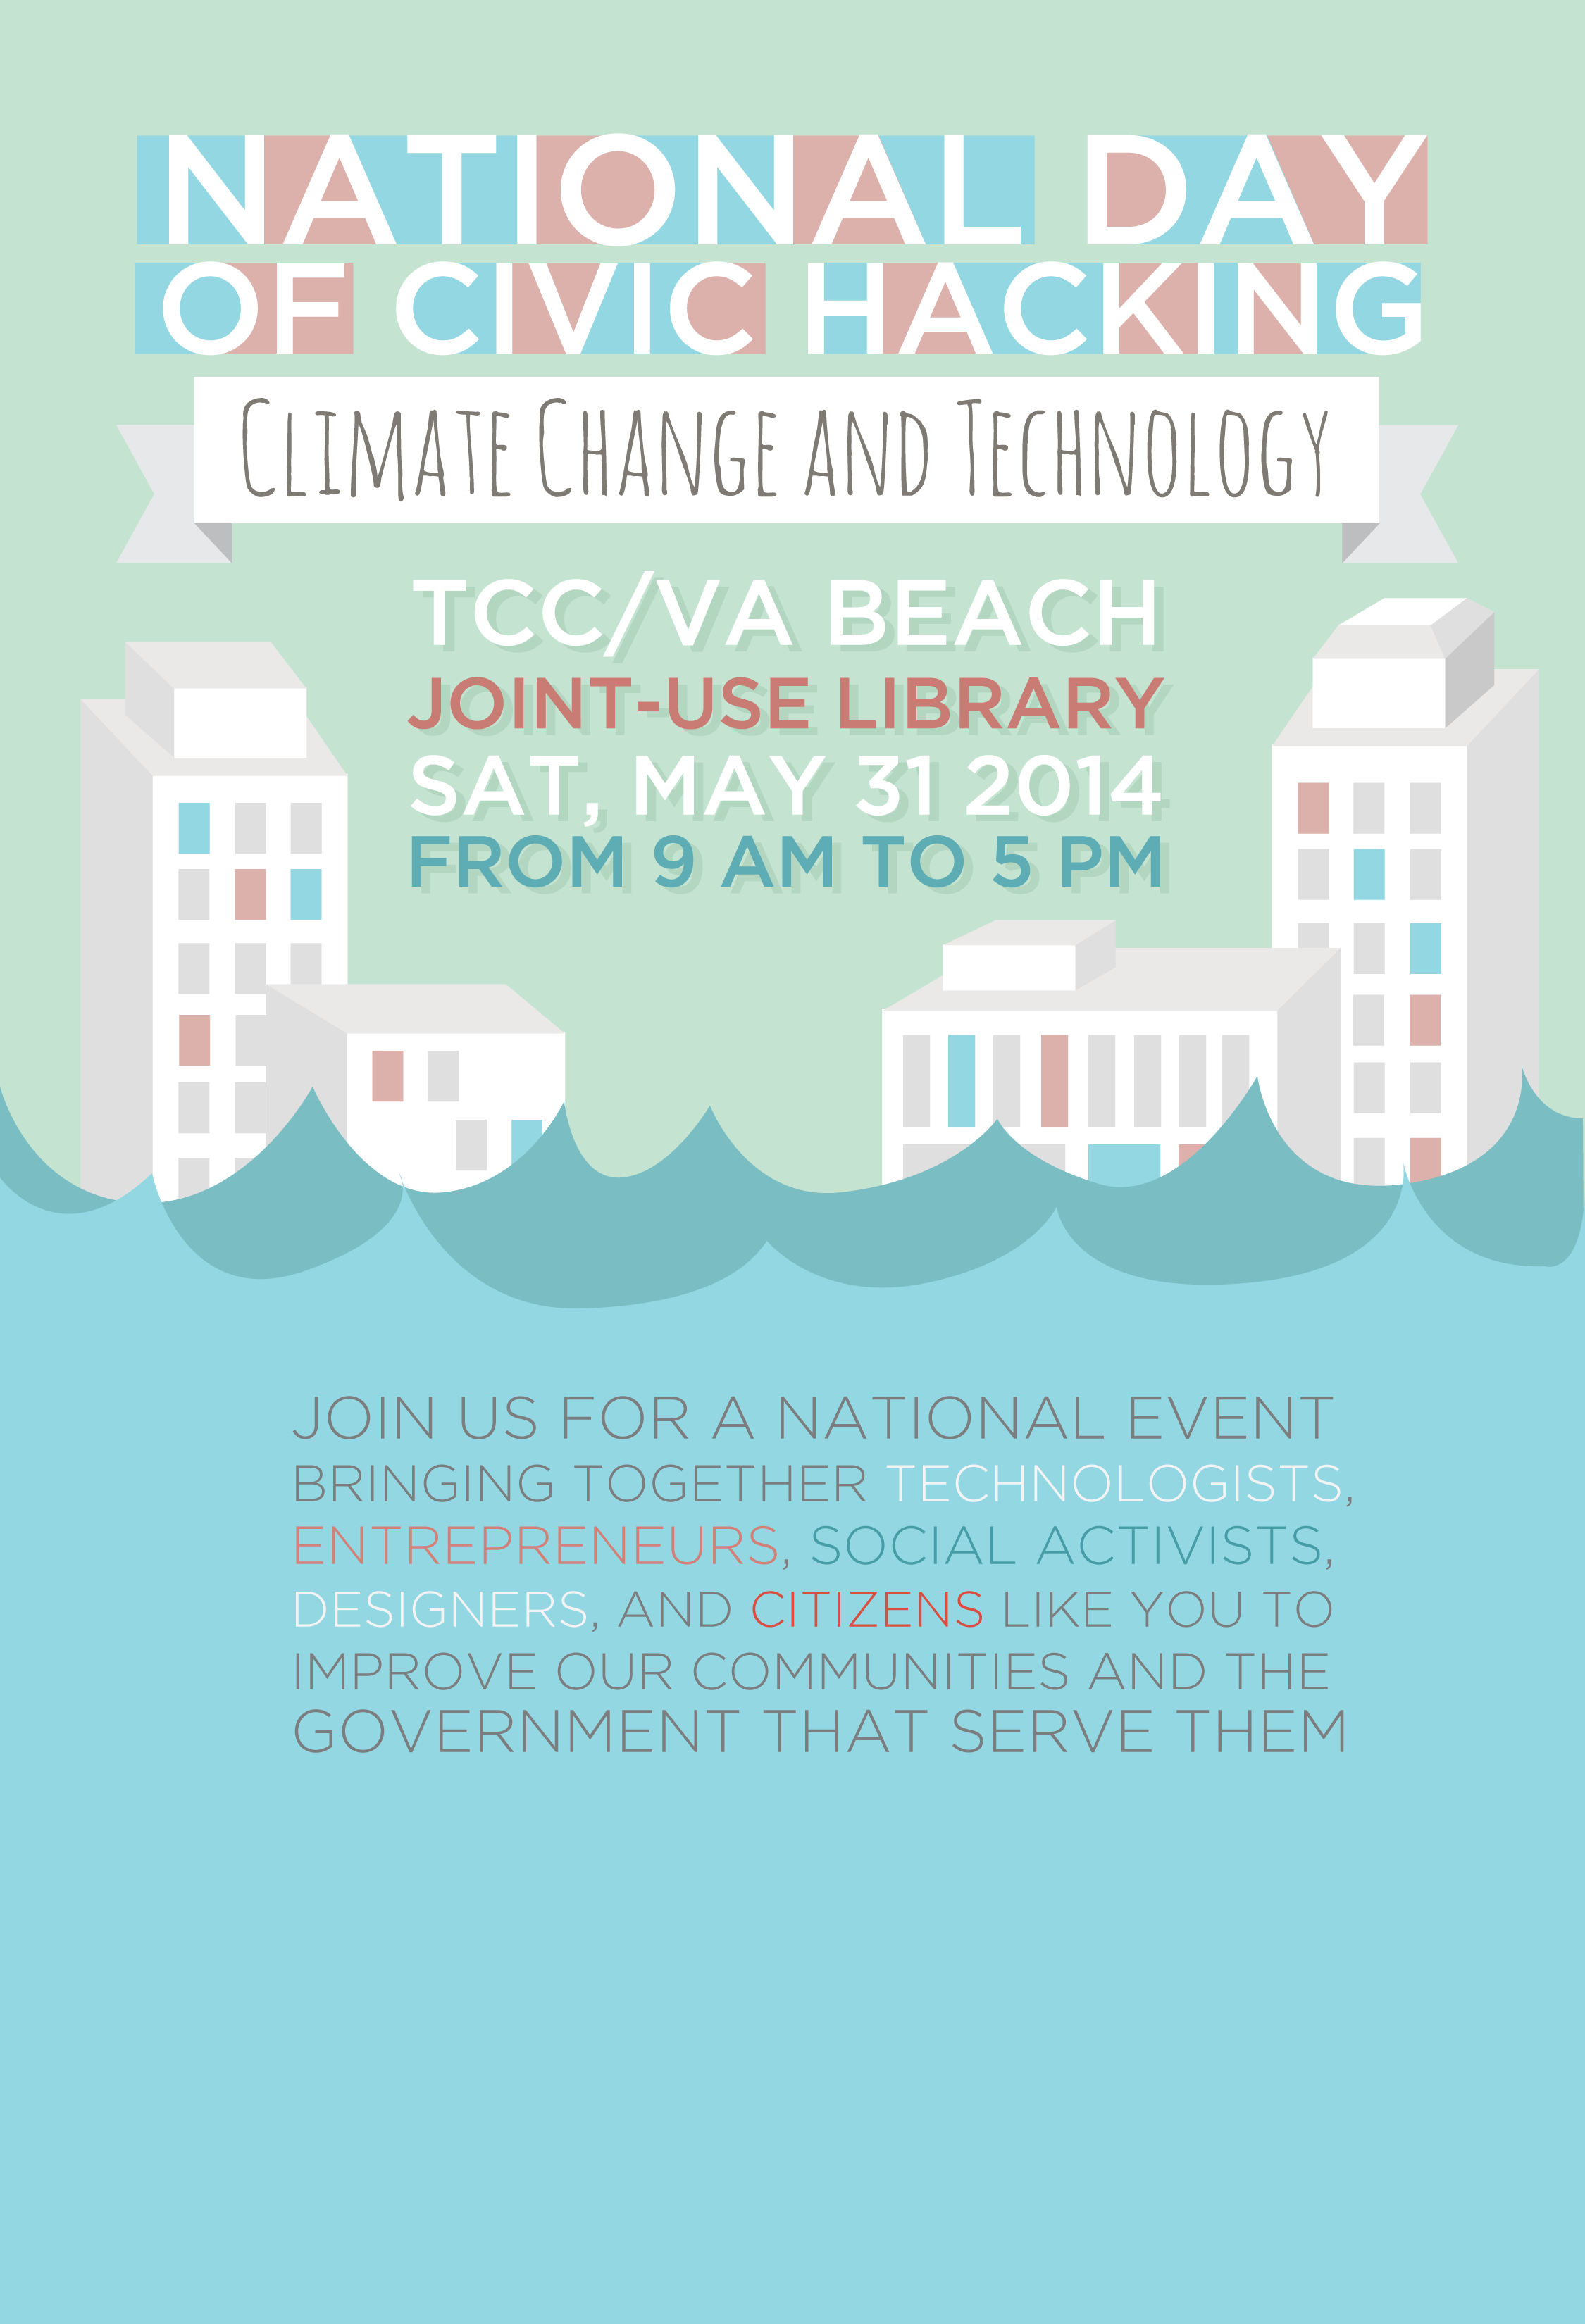 NATIONAL DAY
OF CIVIC HACKING
CLIMATE CHANGE AND TECHNOLOGY
TCC/VA BEACH
JOINT-USE LIBRARY
SAT, MAY 31 2014
FROM 9 AM TO 5 PM
JOIN US FOR A NATIONAL EVENT
BRINGING TOGETHER TECHNOLOGISTS,
ENTREPRENEURS, SOCIAL ACTIVISTS,
DESIGNERS, AND CITIZENS LIKE YOU TO
IMPROVE OUR COMMUNITIES AND THE
GOVERNMENT THAT SERVE THEM